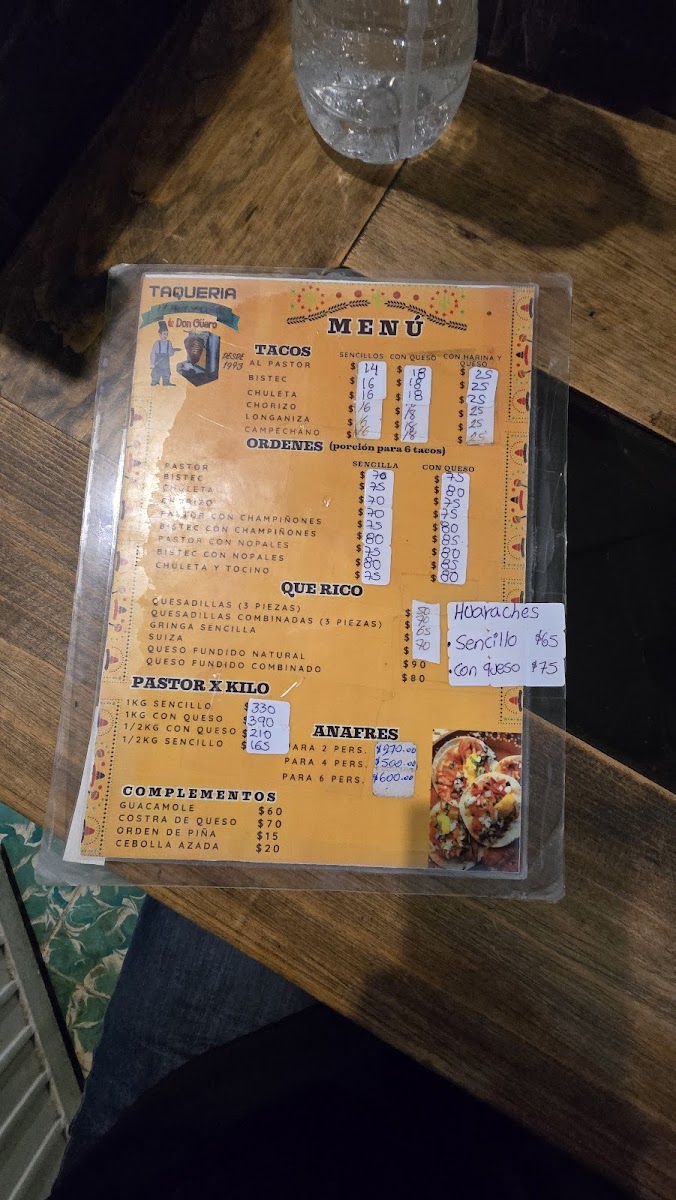 TAQUERIA
& Don Güero
DESDE 1993
MENÚ
TACOS SENCILLOS CON QUESO CON HARINA Y QUESO
AL PASTOR $14 $18 $25
BISTEC $16 $18 $25
CHULETA $16 $18 $25
CHORIZO $16 $18 $25
LONGANIZA $16 $18 $25
CAMPECHANO $16 $18 $25
ORDENES (porción para 6 tacos)
SENCILLA CON QUESO
PASTOR $70 $75
BISTEC $75 $80
CHULETA $70 $75
CHORIZO $70 $75
PASTOR CON CHAMPIÑONES $75 $80
BISTEC CON CHAMPIÑONES $80 $85
PASTOR CON NOPALES $75 $80
BISTEC CON NOPALES $80 $85
CHULETA Y TOCINO $75 $80
QUE RICO
QUESADILLAS (3 PIEZAS) $50
QUESADILLAS COMBINADAS (3 PIEZAS) $
GRINGA SENCILLA $65
SUIZA $70
QUESO FUNDIDO NATURAL $90
QUESO FUNDIDO COMBINADO $80
Huaraches
. Sencillo $65
. Con queso $75
PASTOR X KILO
1KG SENCILLO $330
1KG CON QUESO $390
1/2KG CON QUESO $210
1/2KG SENCILLO $165
ANAFRES
PARA 2 PERS. $270.00
PARA 4 PERS. $500.00
PARA 6 PERS. $600.00
COMPLEMENTOS
GUACAMOLE $60
COSTRA DE QUESO $70
ORDEN DE PIÑA $15
CEBOLLA AZADA $20